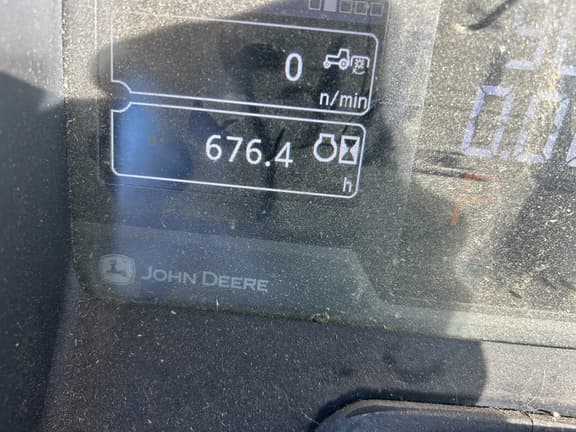 0
n/min
676.4
h
JOHN DEERE
P